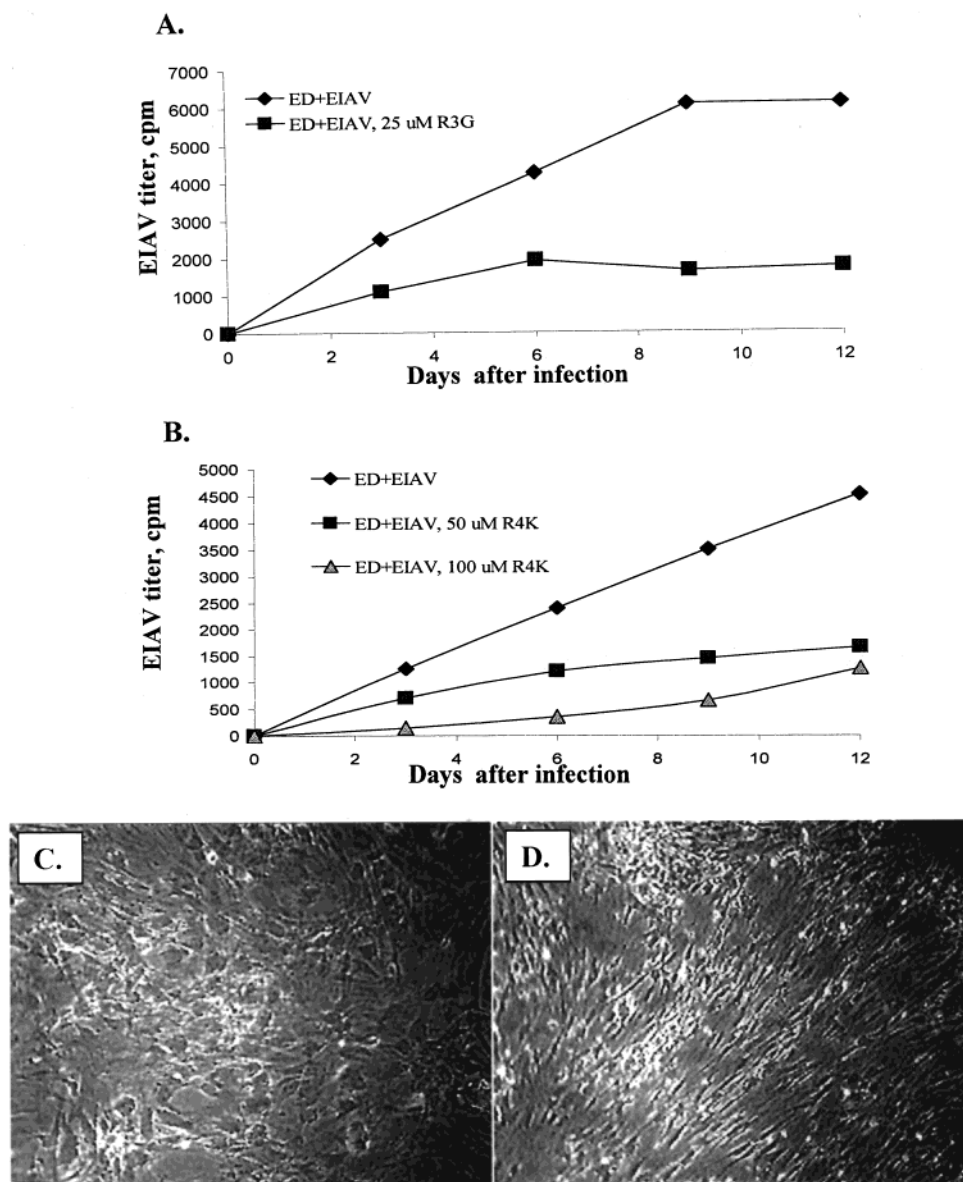 A.
7000
6000
5000
4000
3000
2000
1000
0
EIAV titer, cpm
ED+EIAV
ED+EIAV, 25 uM R3G
0 2 4 6 8 10 12
Days after infection
B.
5000
4500
4000
3500
3000
2500
2000
1500
1000
500
0
EIAV titer, cpm
ED+EIAV
ED+EIAV, 50 uM R4K
ED+EIAV, 100 uM R4K
0 2 4 6 8 10 12
Days after infection
C.
D.